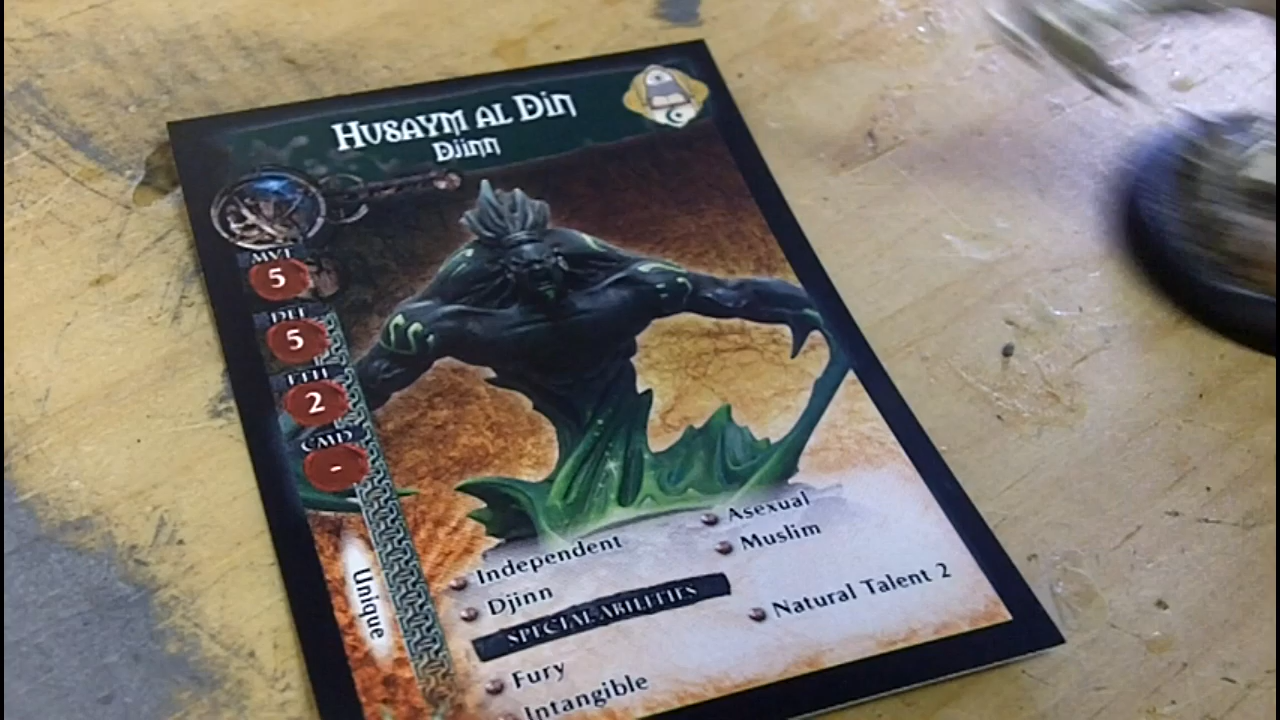 HUSAYM AL DIN
Djinn
MVT
5
DEF
5
2
CMD
-
Unique
Independent
Asexual
Djinn
Muslim
SPECIAL ABILITIES
Natural Talent 2
Fury
Intangible